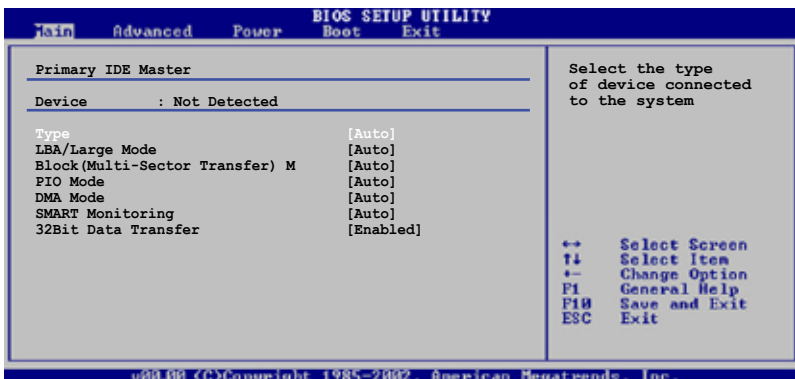 BIOS SETUP UTILITY
Main Advanced Power Boot Exit
Primary IDE Master
Device : Not Detected
Type [Auto]
LBA/Large Mode [Auto]
Block(Multi-Sector Transfer) M [Auto]
PIO Mode [Auto]
DMA Mode [Auto]
SMART Monitoring [Auto]
32Bit Data Transfer [Enabled]
Select the type
of device connected
to the system
↔ Select Screen
↑↓ Select Item
+- Change Option
F1 General Help
F10 Save and Exit
ESC Exit
v00.00 (C)Copyright 1985-2002, American Megatrends, Inc.